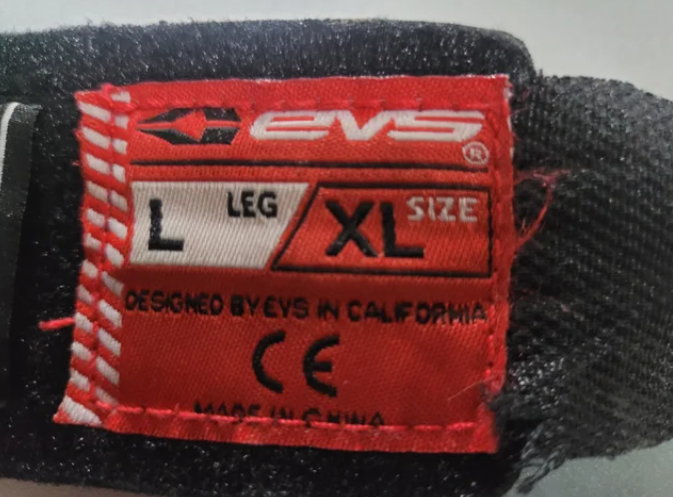 EVS ®
L LEG XL SIZE
DESIGNED BY EVS IN CALIFORNIA
CE
MADE IN CHINA